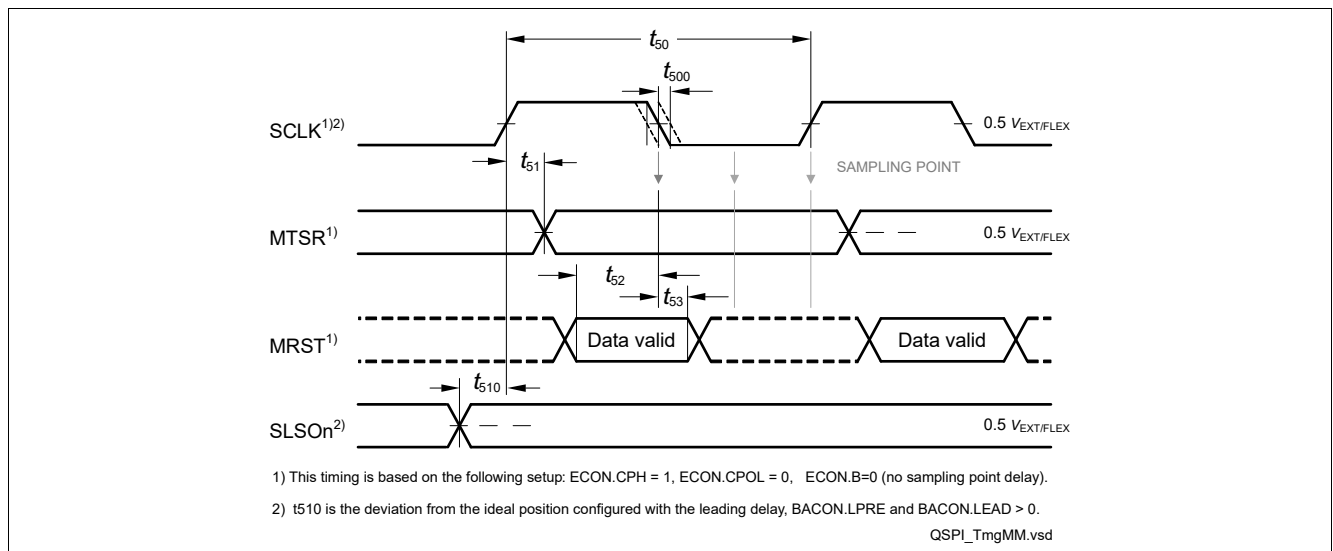 t50
t500
SCLK1)2)
0.5 VEXT/FLEX
t51
SAMPLING POINT
MTSR1)
0.5 VEXT/FLEX
t52
t53
MRST1)
Data valid
Data valid
t510
SLSOn2)
0.5 VEXT/FLEX
1) This timing is based on the following setup: ECON.CPH = 1, ECON.CPOL = 0, ECON.B=0 (no sampling point delay).
2) t510 is the deviation from the ideal position configured with the leading delay, BACON.LPRE and BACON.LEAD > 0.
QSPI_TmgMM.vsd